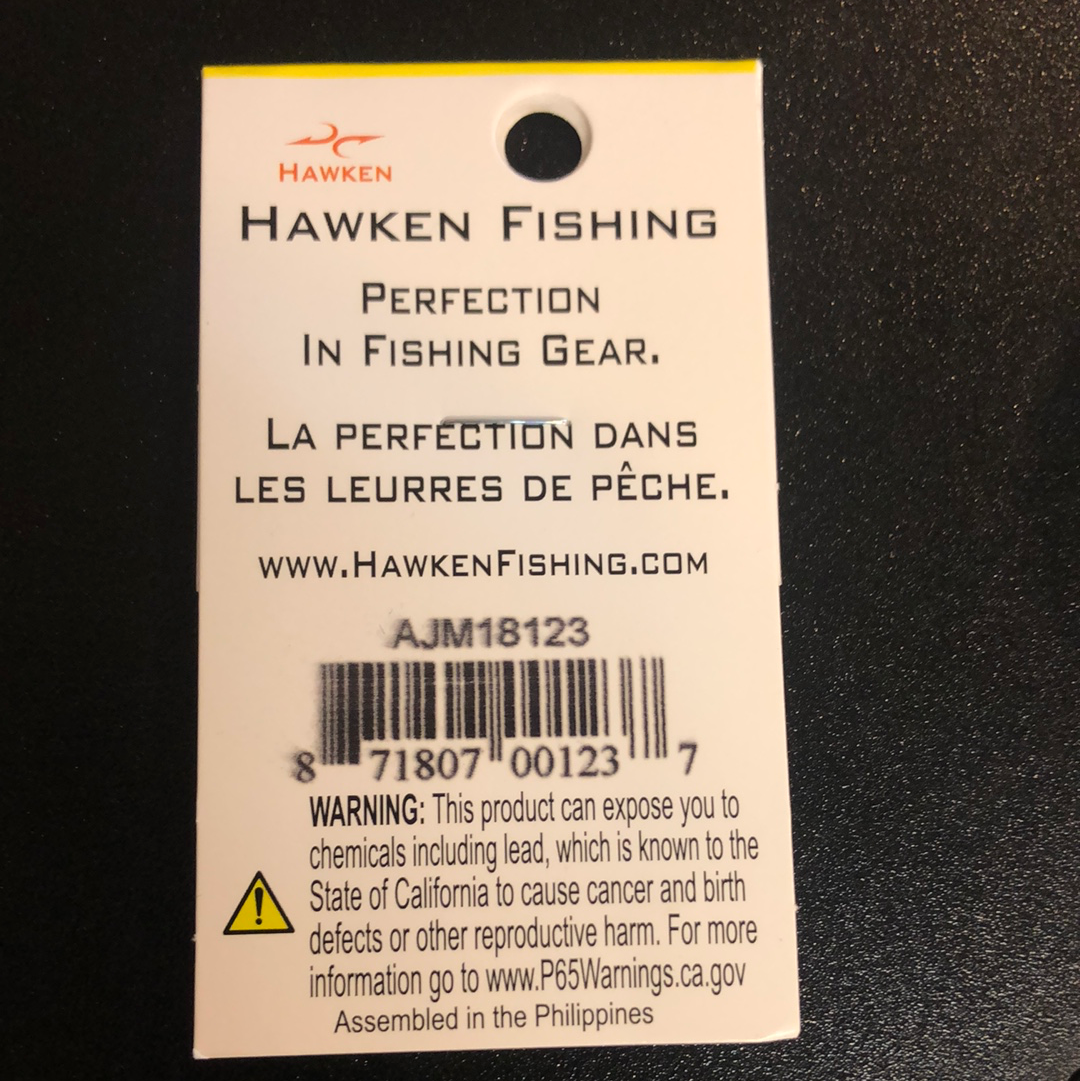 HAWKEN
HAWKEN FISHING
PERFECTION
IN FISHING GEAR.
LA PERFECTION DANS
LES LEURRES DE PÊCHE.
WWW.HAWKENFISHING.COM
AJM18123
8 71807 00123 7
WARNING: This product can expose you to
chemicals including lead, which is known to the
State of California to cause cancer and birth
defects or other reproductive harm. For more
information go to www.P65Warnings.ca.gov
Assembled in the Philippines